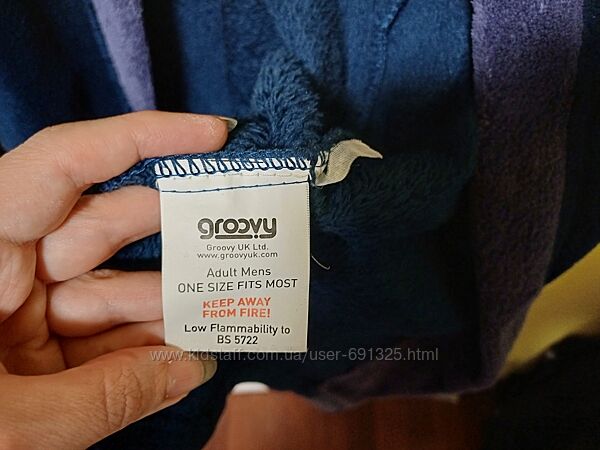 groovy
Groovy UK Ltd.
www.groovyuk.com
Adult Mens
ONE SIZE FITS MOST
KEEP AWAY
FROM FIRE!
Low Flammability to
BS 5722
www.kidstaff.com.ua/user-691325.html